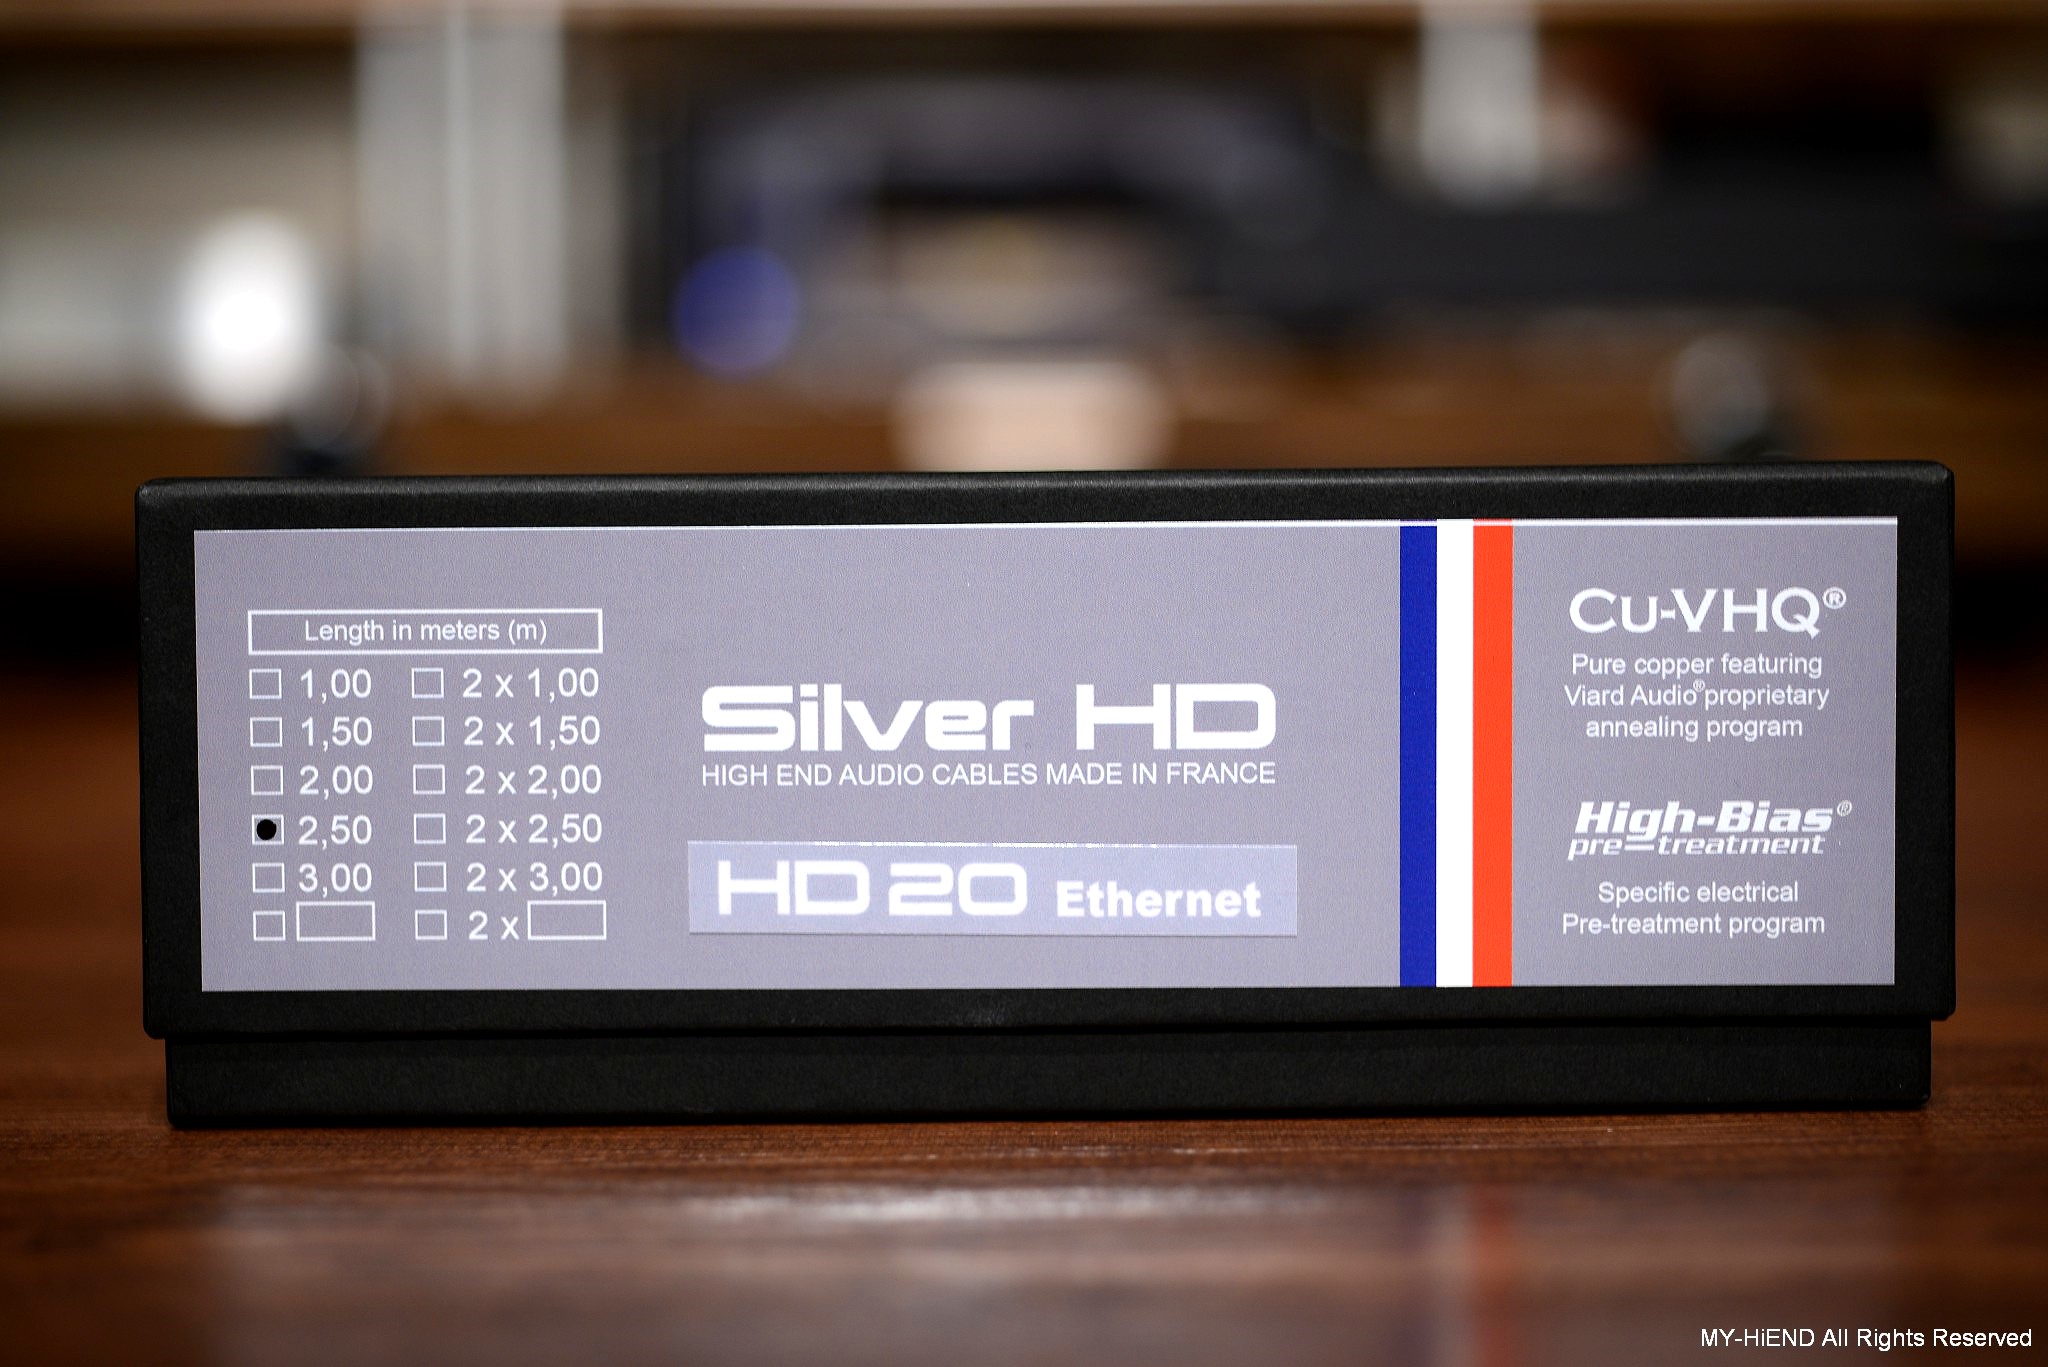 Length in meters (m)
1,00 2 x 1,00
1,50 2 x 1,50
2,00 2 x 2,00
2,50 2 x 2,50
3,00 2 x 3,00
2 x
Silver HD
HIGH END AUDIO CABLES MADE IN FRANCE
HD 20 Ethernet
Cu-VHQ®
Pure copper featuring
Viard Audio® proprietary
annealing program
High-Bias®
pre-treatment
Specific electrical
Pre-treatment program
MY-HiEND All Rights Reserved